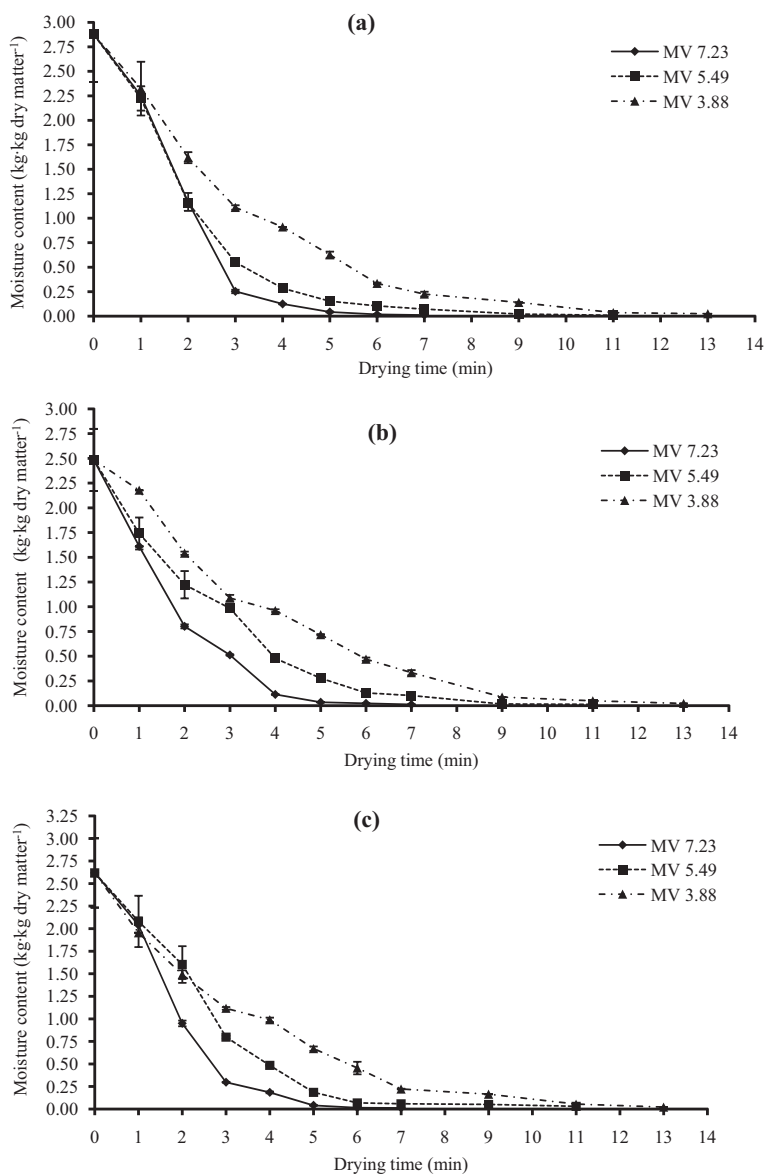 (a)
MV 7.23
MV 5.49
MV 3.88
Moisture content (kg·kg dry matter⁻¹)
3.00
2.75
2.50
2.25
2.00
1.75
1.50
1.25
1.00
0.75
0.50
0.25
0.00
0 1 2 3 4 5 6 7 8 9 10 11 12 13 14
Drying time (min)
(b)
MV 7.23
MV 5.49
MV 3.88
Moisture content (kg·kg dry matter⁻¹)
3.00
2.75
2.50
2.25
2.00
1.75
1.50
1.25
1.00
0.75
0.50
0.25
0.00
0 1 2 3 4 5 6 7 8 9 10 11 12 13 14
Drying time (min)
(c)
MV 7.23
MV 5.49
MV 3.88
Moisture content (kg·kg dry matter⁻¹)
3.25
3.00
2.75
2.50
2.25
2.00
1.75
1.50
1.25
1.00
0.75
0.50
0.25
0.00
0 1 2 3 4 5 6 7 8 9 10 11 12 13 14
Drying time (min)